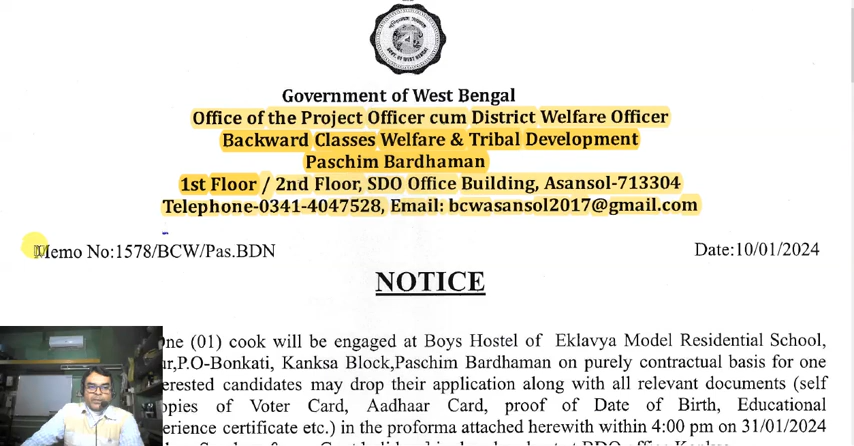 Government of West Bengal
Office of the Project Officer cum District Welfare Officer
Backward Classes Welfare & Tribal Development
Paschim Bardhaman
1st Floor / 2nd Floor, SDO Office Building, Asansol-713304
Telephone-0341-4047528, Email: bcwasansol2017@gmail.com
Memo No:1578/BCW/Pas.BDN Date:10/01/2024
NOTICE
One (01) cook will be engaged at Boys Hostel of Eklavya Model Residential School,
P.O-Bonkati, Kanksa Block,Paschim Bardhaman on purely contractual basis for one
candidates may drop their application along with all relevant documents (self
of Voter Card, Aadhaar Card, proof of Date of Birth, Educational
certificate etc.) in the proforma attached herewith within 4:00 pm on 31/01/2024